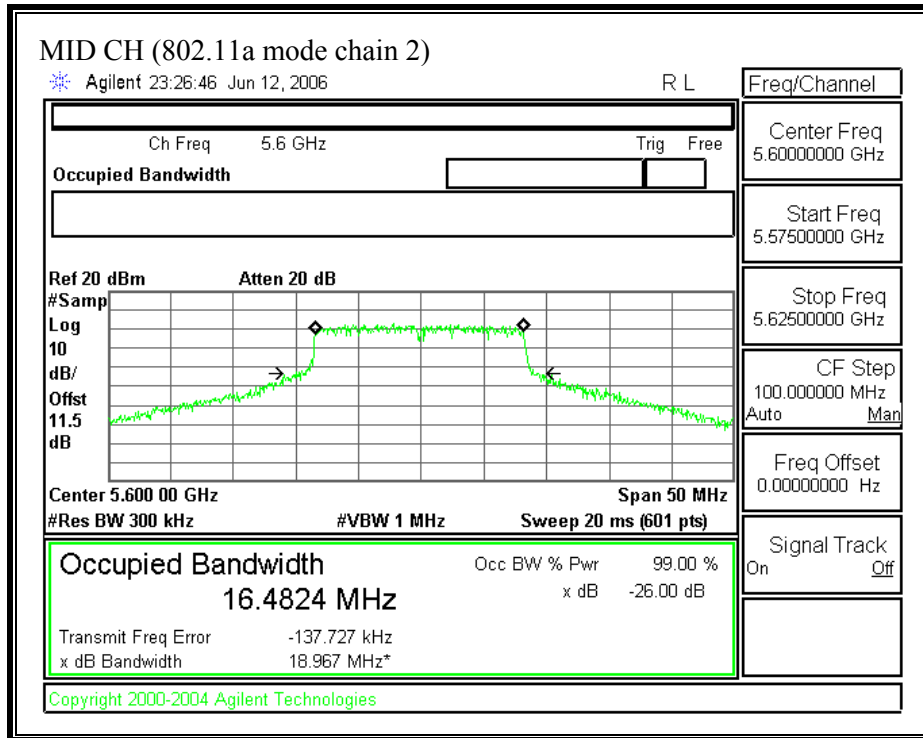 MID CH (802.11a mode chain 2)
Agilent 23:26:46 Jun 12, 2006 R L
Freq/Channel
Ch Freq 5.6 GHz Trig Free
Occupied Bandwidth
Center Freq
5.60000000 GHz
Start Freq
5.57500000 GHz
Stop Freq
5.62500000 GHz
CF Step
100.000000 MHz
Auto Man
Freq Offset
0.00000000 Hz
Signal Track
On Off
Ref 20 dBm Atten 20 dB
#Samp
Log
10
dB/
Offst
11.5
dB
Center 5.600 00 GHz Span 50 MHz
#Res BW 300 kHz #VBW 1 MHz Sweep 20 ms (601 pts)
Occupied Bandwidth Occ BW % Pwr 99.00 %
16.4824 MHz x dB -26.00 dB
Transmit Freq Error -137.727 kHz
x dB Bandwidth 18.967 MHz*
Copyright 2000-2004 Agilent Technologies